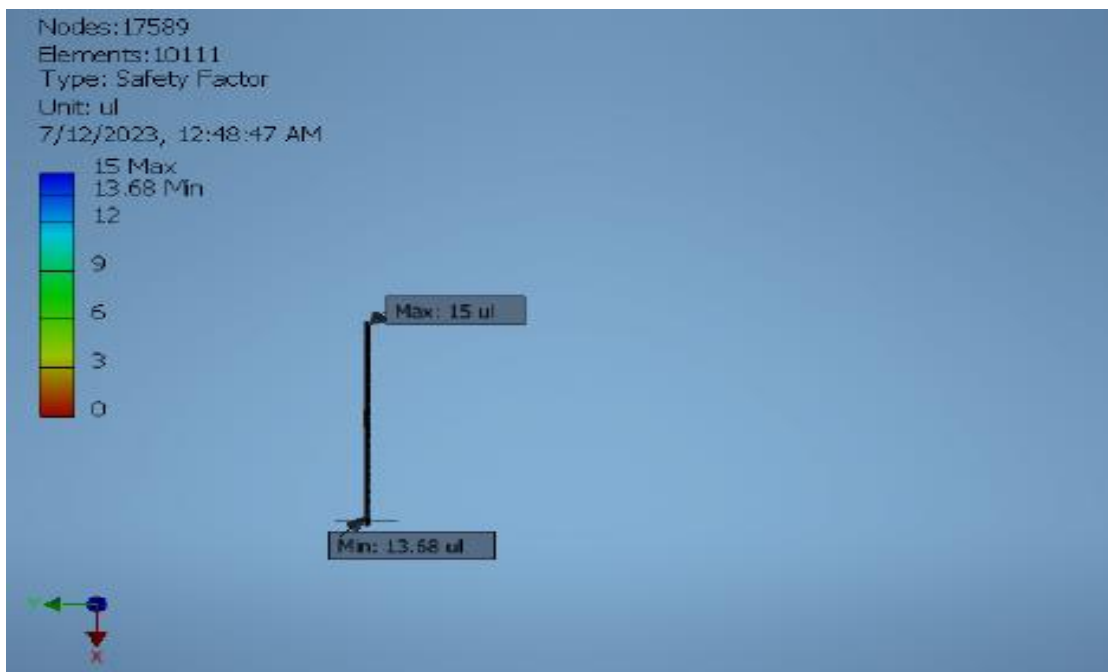 Nodes:17589
Elements:10111
Type: Safety Factor
Unit: ul
7/12/2023, 12:48:47 AM
15 Max
13.68 Min
12
9
6
3
0
Max: 15 ul
Min: 13.68 ul
Y
X